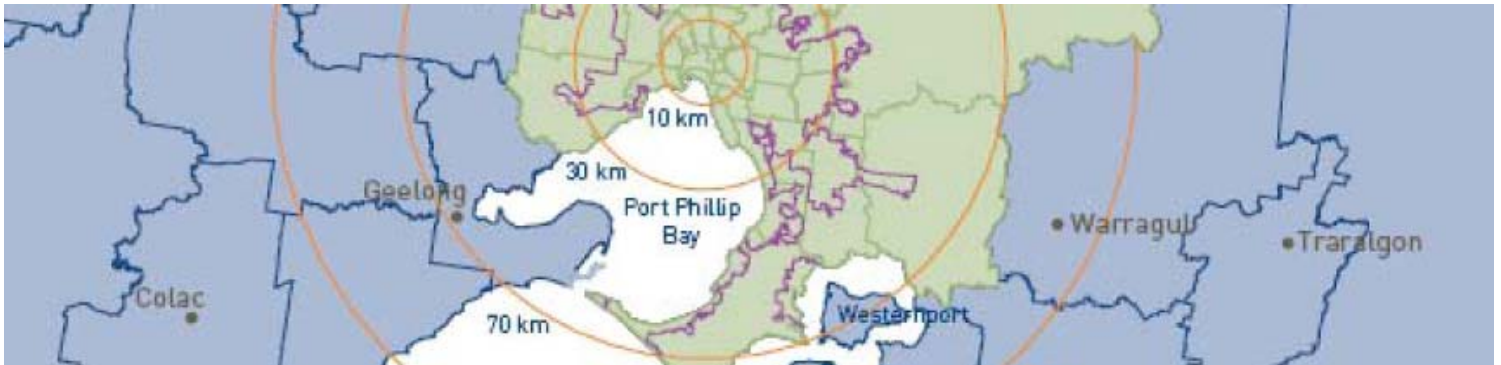 10 km
30 km
Geelong
Port Phillip
Bay
Warragul
Traralgon
Colac
Westernport
70 km